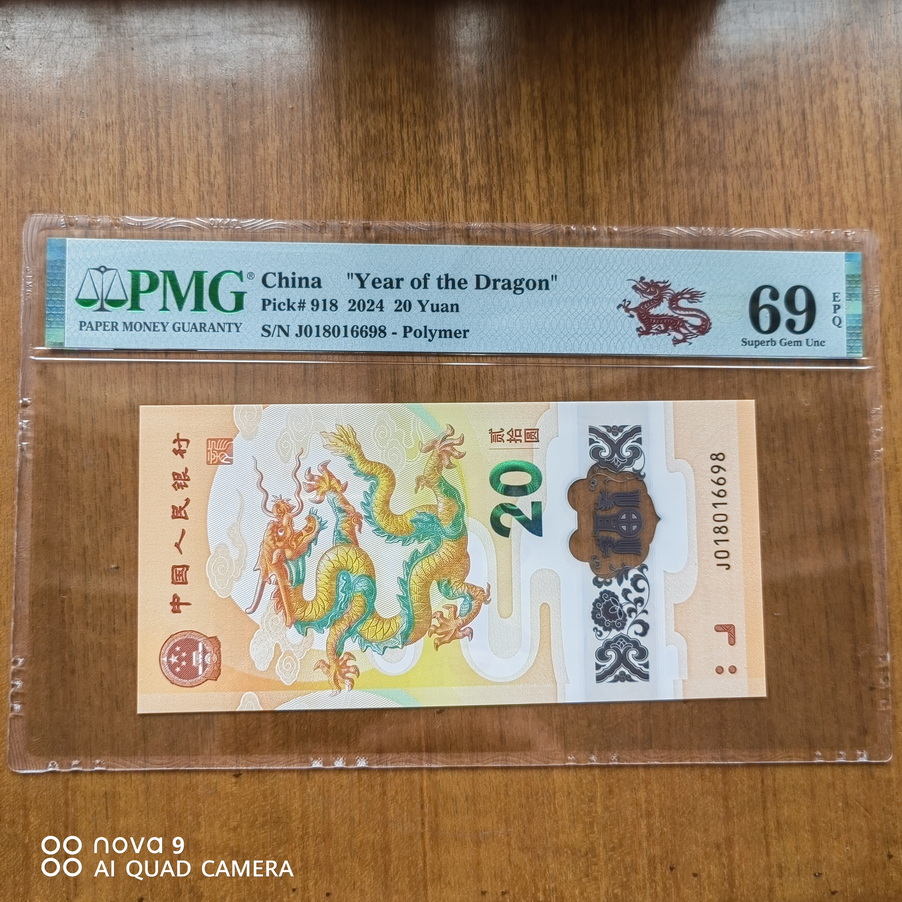 PMG®
PAPER MONEY GUARANTY
China "Year of the Dragon"
Pick# 918 2024 20 Yuan
S/N J018016698 - Polymer
69
EPQ
Superb Gem Unc
中国人民银行
贰拾圆
20
J018016698
nova 9
AI QUAD CAMERA